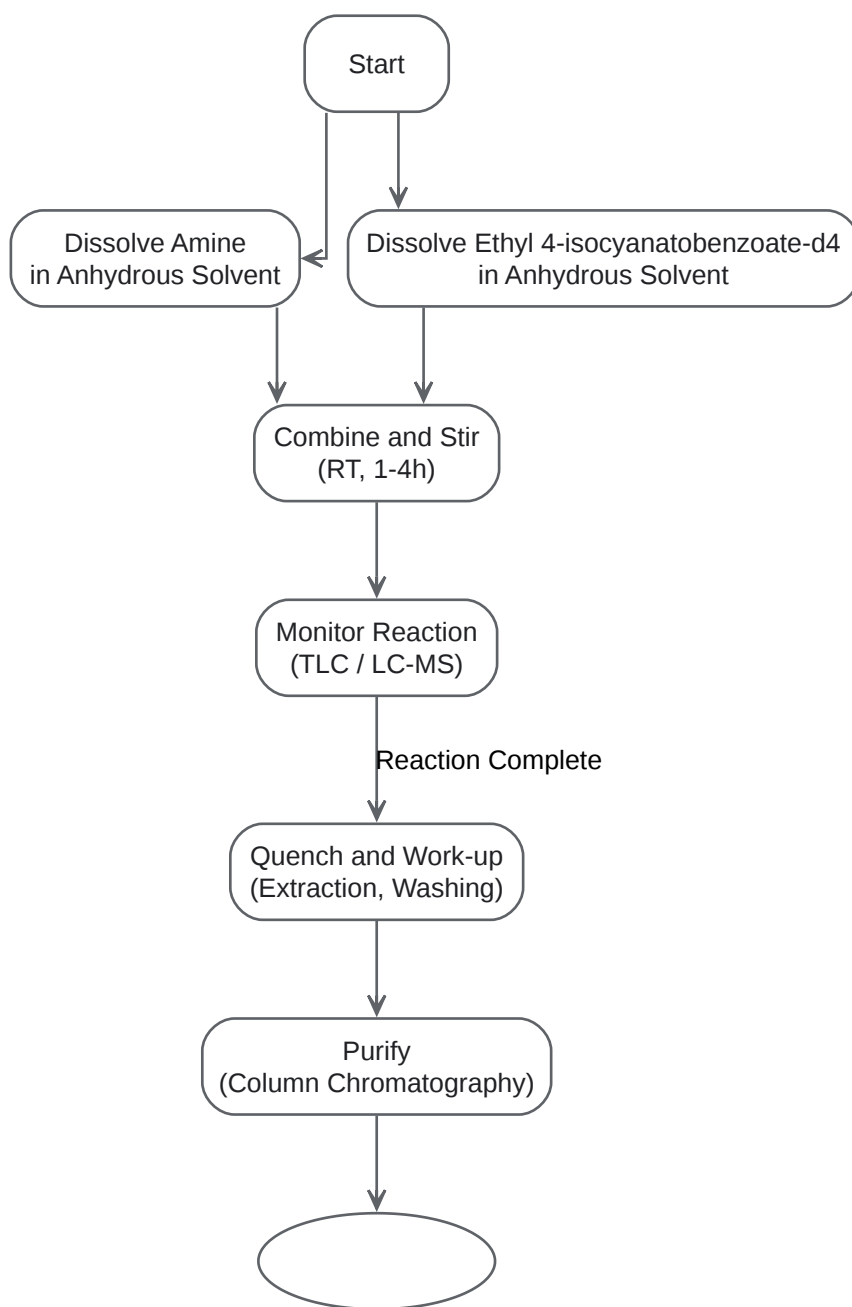 Start
Dissolve Amine
in Anhydrous Solvent
Dissolve Ethyl 4-isocyanatobenzoate-d4
in Anhydrous Solvent
Combine and Stir
(RT, 1-4h)
Monitor Reaction
(TLC / LC-MS)
Reaction Complete
Quench and Work-up
(Extraction, Washing)
Purify
(Column Chromatography)